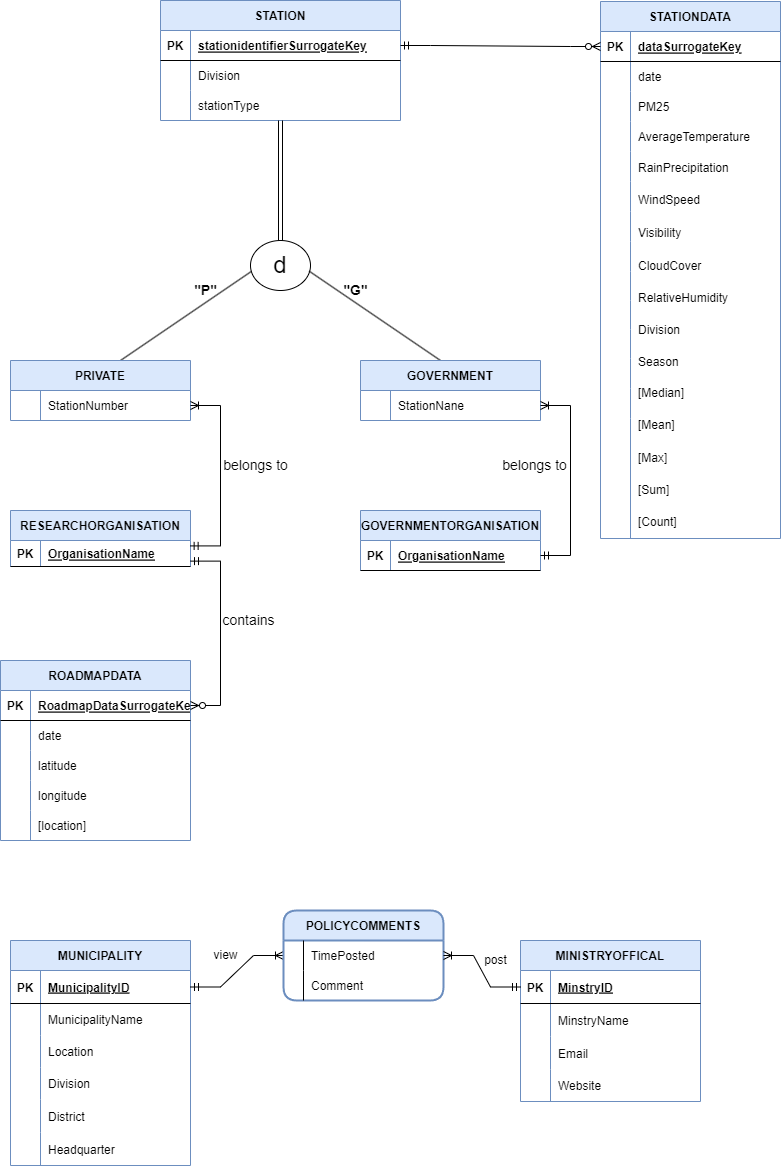 STATION
PK stationidentifierSurrogateKey
Division
stationType
STATIONDATA
PK dataSurrogateKey
date
PM25
AverageTemperature
RainPrecipitation
WindSpeed
Visibility
CloudCover
RelativeHumidity
Division
Season
[Median]
[Mean]
[Max]
[Sum]
[Count]
d
"P"
"G"
PRIVATE
StationNumber
GOVERNMENT
StationNane
belongs to
belongs to
RESEARCHORGANISATION
PK OrganisationName
GOVERNMENTORGANISATION
PK OrganisationName
contains
ROADMAPDATA
PK RoadmapDataSurrogateKe
date
latitude
longitude
[location]
POLICYCOMMENTS
TimePosted
Comment
view
post
MUNICIPALITY
PK MunicipalityID
MunicipalityName
Location
Division
District
Headquarter
MINISTRYOFFICAL
PK MinstryID
MinstryName
Email
Website